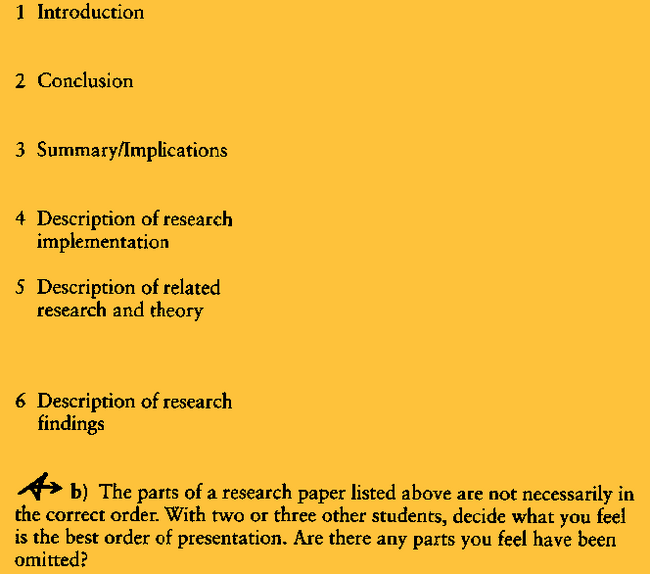 1 Introduction
2 Conclusion
3 Summary/Implications
4 Description of research
implementation
5 Description of related
research and theory
6 Description of research
findings
b) The parts of a research paper listed above are not necessarily in
the correct order. With two or three other students, decide what you feel
is the best order of presentation. Are there any parts you feel have been
omitted?